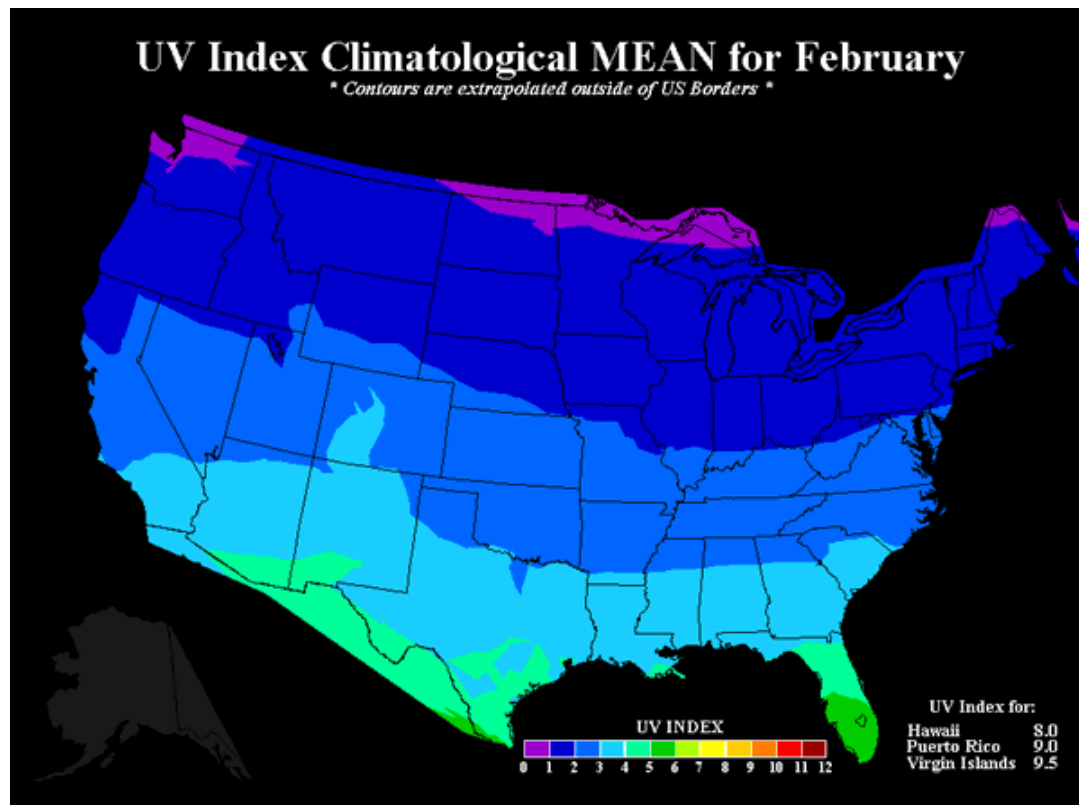 UV Index Climatological MEAN for February
* Contours are extrapolated outside of US Borders *
UV INDEX
0 1 2 3 4 5 6 7 8 9 10 11 12
UV Index for:
Hawaii 8.0
Puerto Rico 9.0
Virgin Islands 9.5